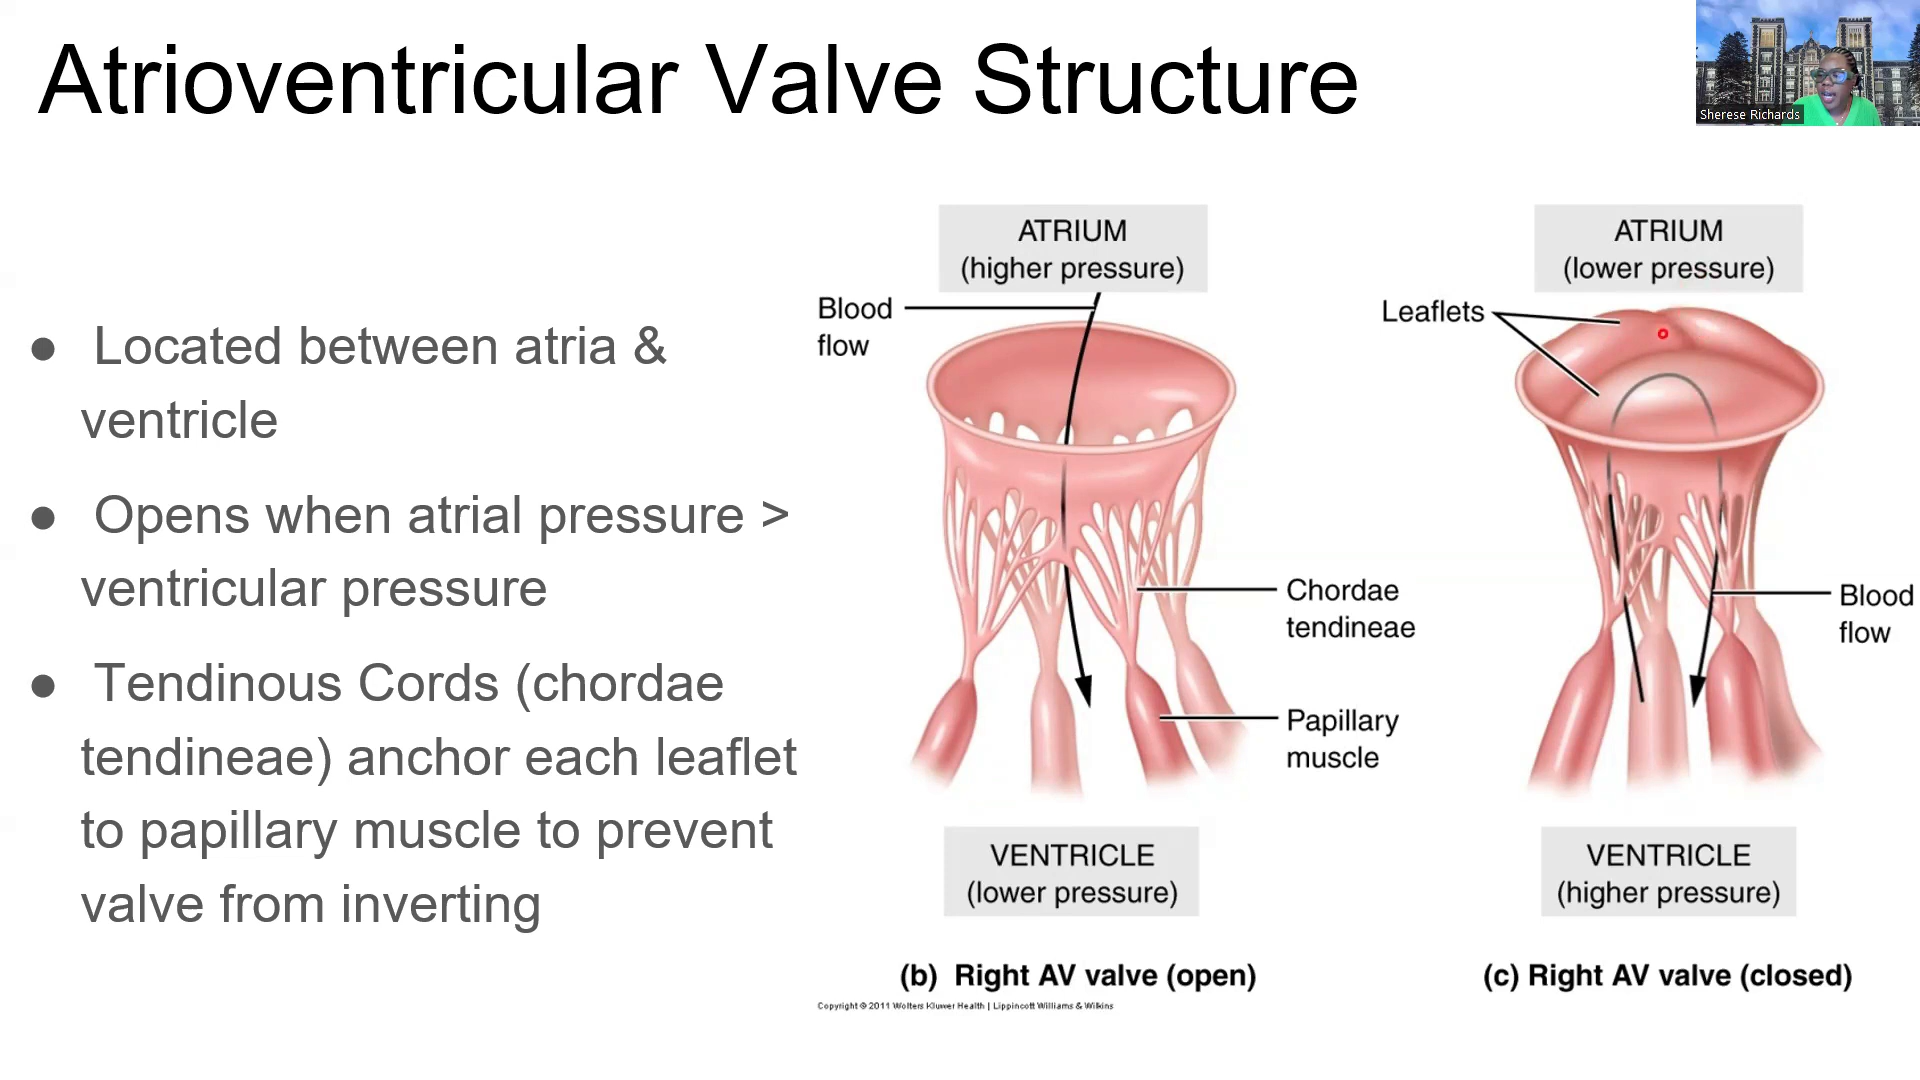 Atrioventricular Valve Structure
Sherese Richards
● Located between atria &
ventricle
● Opens when atrial pressure >
ventricular pressure
● Tendinous Cords (chordae
tendineae) anchor each leaflet
to papillary muscle to prevent
valve from inverting
ATRIUM
(higher pressure)
Blood
flow
Chordae
tendineae
Papillary
muscle
VENTRICLE
(lower pressure)
(b) Right AV valve (open)
ATRIUM
(lower pressure)
Leaflets
Blood
flow
VENTRICLE
(higher pressure)
(c) Right AV valve (closed)
Copyright © 2011 Wolters Kluwer Health | Lippincott Williams & Wilkins